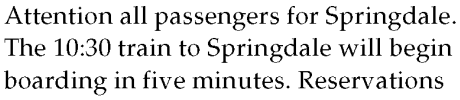 Attention all passengers for Springdale.
The 10:30 train to Springdale will begin
boarding in five minutes. Reservations